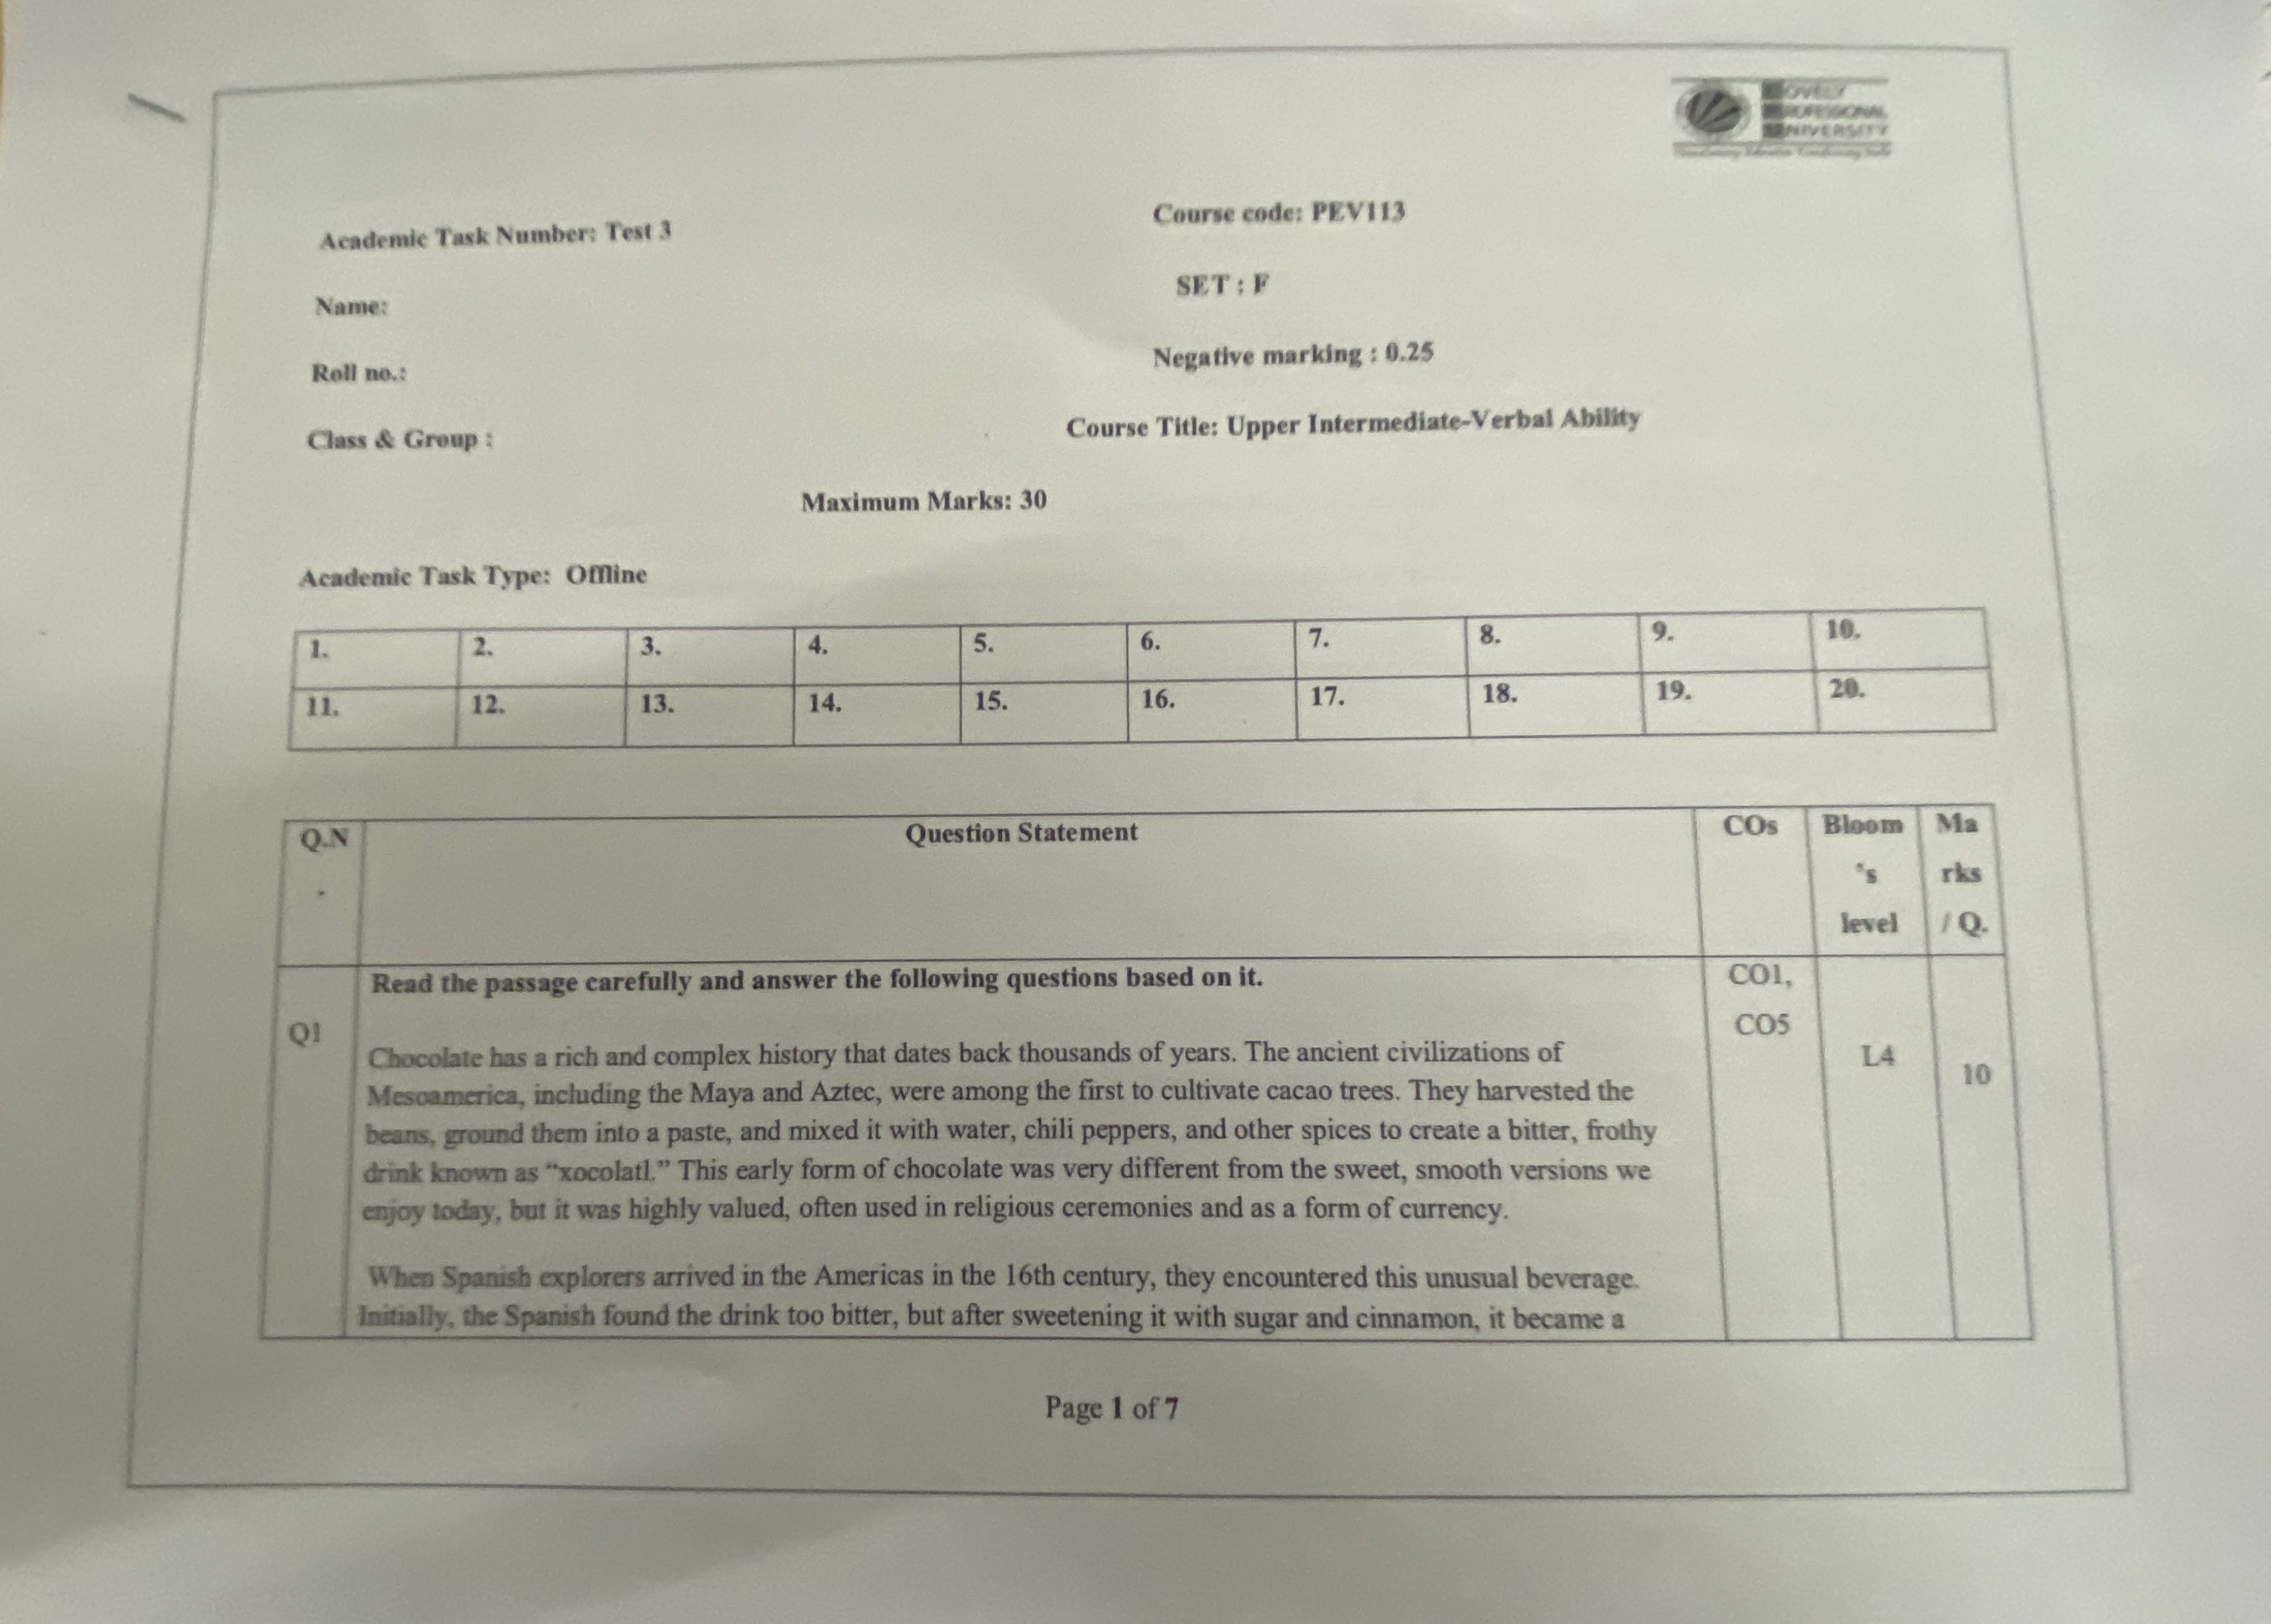 LOVELY
PROFESSIONAL
UNIVERSITY
Academic Task Number: Test 3
Course code: PEV113
Name:
SET : F
Roll no.:
Negative marking : 0.25
Class & Group :
Course Title: Upper Intermediate-Verbal Ability
Maximum Marks: 30
Academic Task Type: Offline
1. 2. 3. 4. 5. 6. 7. 8. 9. 10.
11. 12. 13. 14. 15. 16. 17. 18. 19. 20.
Q.N
.
Question Statement
COs
Bloom
's
level
Ma
rks
/ Q.
Q1
Read the passage carefully and answer the following questions based on it.
Chocolate has a rich and complex history that dates back thousands of years. The ancient civilizations of
Mesoamerica, including the Maya and Aztec, were among the first to cultivate cacao trees. They harvested the
beans, ground them into a paste, and mixed it with water, chili peppers, and other spices to create a bitter, frothy
drink known as “xocolatl.” This early form of chocolate was very different from the sweet, smooth versions we
enjoy today, but it was highly valued, often used in religious ceremonies and as a form of currency.
When Spanish explorers arrived in the Americas in the 16th century, they encountered this unusual beverage.
Initially, the Spanish found the drink too bitter, but after sweetening it with sugar and cinnamon, it became a
CO1,
CO5
L4
10
Page 1 of 7